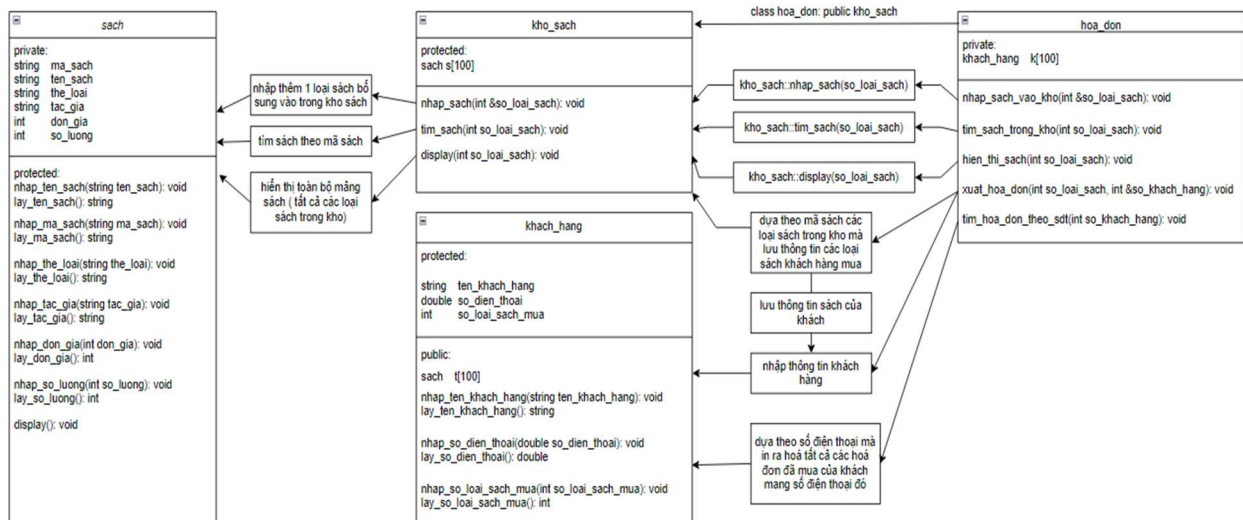 sach
private:
string ma_sach
string ten_sach
string the_loai
string tac_gia
int don_gia
int so_luong
protected:
nhap_ten_sach(string ten_sach): void
lay_ten_sach(): string
nhap_ma_sach(string ma_sach): void
lay_ma_sach(): string
nhap_the_loai(string the_loai): void
lay_the_loai(): string
nhap_tac_gia(string tac_gia): void
lay_tac_gia(): string
nhap_don_gia(int don_gia): void
lay_don_gia(): int
nhap_so_luong(int so_luong): void
lay_so_luong(): int
display(): void
nhập thêm 1 loại sách bổ
sung vào trong kho sách
tìm sách theo mã sách
hiển thị toàn bộ mảng
sách ( tất cả các loại
sách trong kho)
kho_sach
protected:
sach s[100]
nhap_sach(int &so_loai_sach): void
tim_sach(int so_loai_sach): void
display(int so_loai_sach): void
khach_hang
protected:
string ten_khach_hang
double so_dien_thoai
int so_loai_sach_mua
public:
sach t[100]
nhap_ten_khach_hang(string ten_khach_hang): void
lay_ten_khach_hang(): string
nhap_so_dien_thoai(double so_dien_thoai): void
lay_so_dien_thoai(): double
nhap_so_loai_sach_mua(int so_loai_sach_mua): void
lay_so_loai_sach_mua(): int
class hoa_don: public kho_sach
kho_sach::nhap_sach(so_loai_sach)
kho_sach::tim_sach(so_loai_sach)
kho_sach::display(so_loai_sach)
dựa theo mã sách các
loại sách trong kho mà
lưu thông tin các loại
sách khách hàng mua
lưu thông tin sách của
khách
nhập thông tin khách
hàng
dựa theo số điện thoại mà
in ra hoá tất cả các hoá
đơn đã mua của khách
mang số điện thoại đó
hoa_don
private:
khach_hang k[100]
nhap_sach_vao_kho(int &so_loai_sach): void
tim_sach_trong_kho(int so_loai_sach): void
hien_thi_sach(int so_loai_sach): void
xuat_hoa_don(int so_loai_sach, int &so_khach_hang): void
tim_hoa_don_theo_sdt(int so_khach_hang): void